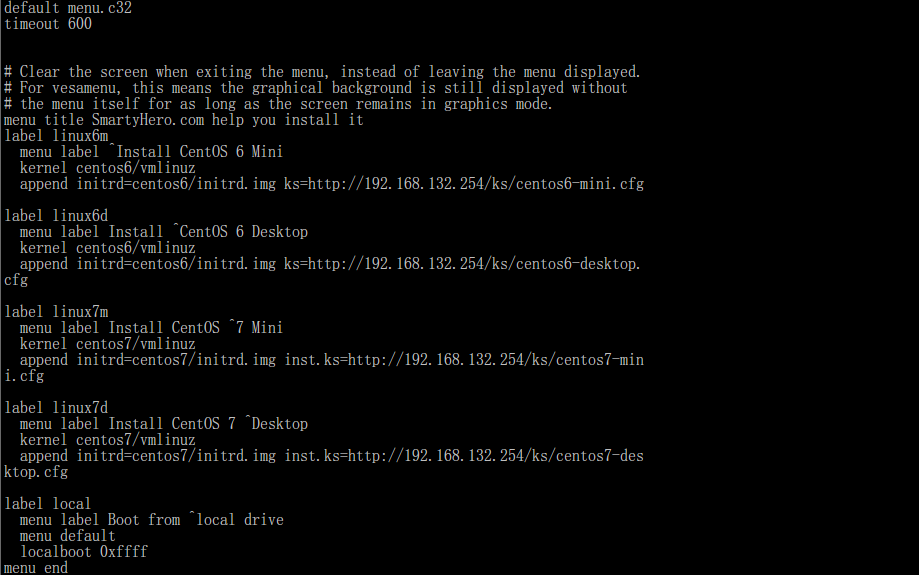 default menu.c32
timeout 600
# Clear the screen when exiting the menu, instead of leaving the menu displayed.
# For vesamenu, this means the graphical background is still displayed without
# the menu itself for as long as the screen remains in graphics mode.
menu title SmartyHero.com help you install it
label linux6m
  menu label ^Install CentOS 6 Mini
  kernel centos6/vmlinuz
  append initrd=centos6/initrd.img ks=http://192.168.132.254/ks/centos6-mini.cfg
label linux6d
  menu label Install ^CentOS 6 Desktop
  kernel centos6/vmlinuz
  append initrd=centos6/initrd.img ks=http://192.168.132.254/ks/centos6-desktop.
cfg
label linux7m
  menu label Install CentOS ^7 Mini
  kernel centos7/vmlinuz
  append initrd=centos7/initrd.img inst.ks=http://192.168.132.254/ks/centos7-min
i.cfg
label linux7d
  menu label Install CentOS 7 ^Desktop
  kernel centos7/vmlinuz
  append initrd=centos7/initrd.img inst.ks=http://192.168.132.254/ks/centos7-des
ktop.cfg
label local
  menu label Boot from ^local drive
  menu default
  localboot 0xffff
menu end